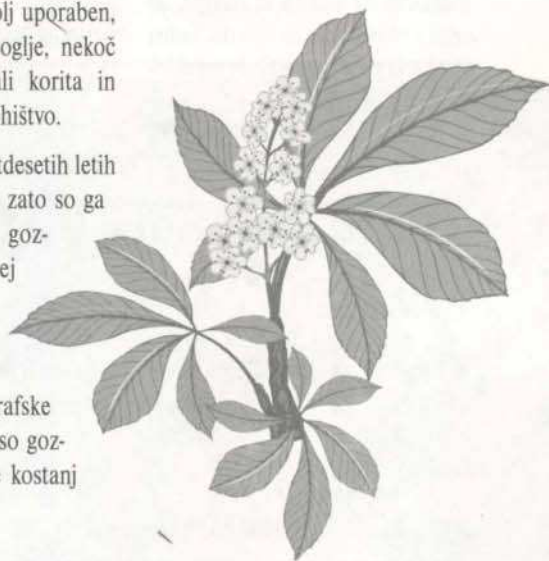 olj uporaben,
oglje, nekoč
li korita in
hištvo.
tdesetih letih
zato so ga
goz-
ej
rafske
so goz-
kostanj